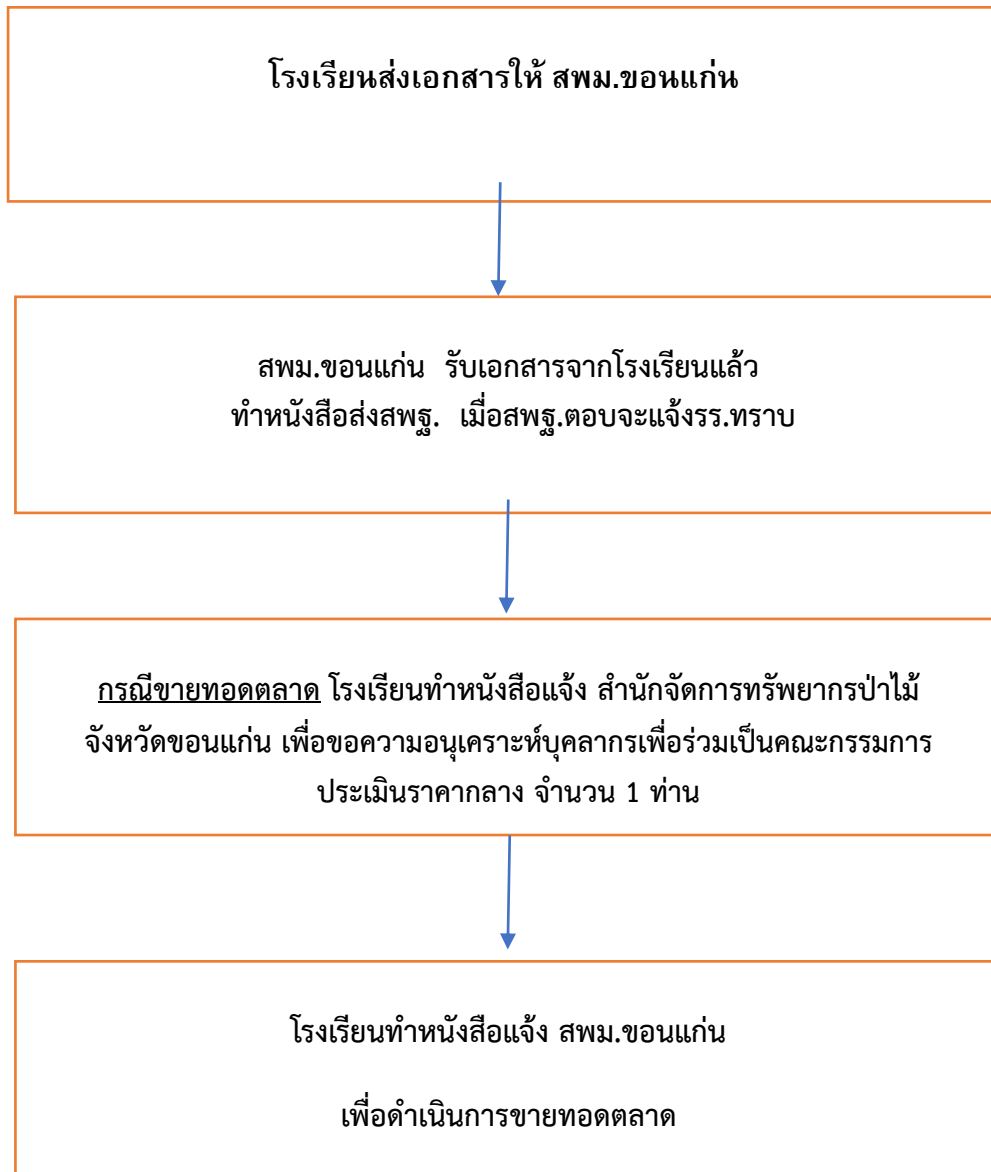 โรงเรียนส่งเอกสารให้ สพม.ขอนแก่น
สพม.ขอนแก่น รับเอกสารจากโรงเรียนแล้ว
ทำหนังสือส่งสพฐ. เมื่อสพฐ.ตอบจะแจ้งรร.ทราบ
กรณีขายทอดตลาด โรงเรียนทำหนังสือแจ้ง สำนักจัดการทรัพยากรป่าไม้
จังหวัดขอนแก่น เพื่อขอความอนุเคราะห์บุคลากรเพื่อร่วมเป็นคณะกรรมการ
ประเมินราคากลาง จำนวน 1 ท่าน
โรงเรียนทำหนังสือแจ้ง สพม.ขอนแก่น
เพื่อดำเนินการขายทอดตลาด